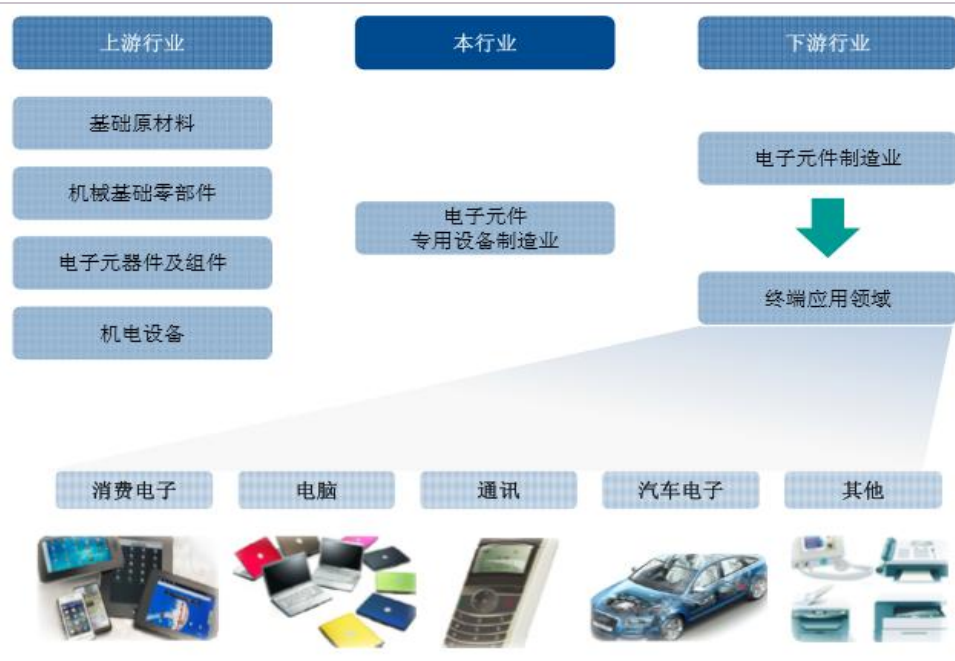 上游行业
本行业
下游行业
基础原材料
机械基础零部件
电子元器件及组件
机电设备
电子元件
专用设备制造业
电子元件制造业
终端应用领域
消费电子
电脑
通讯
汽车电子
其他